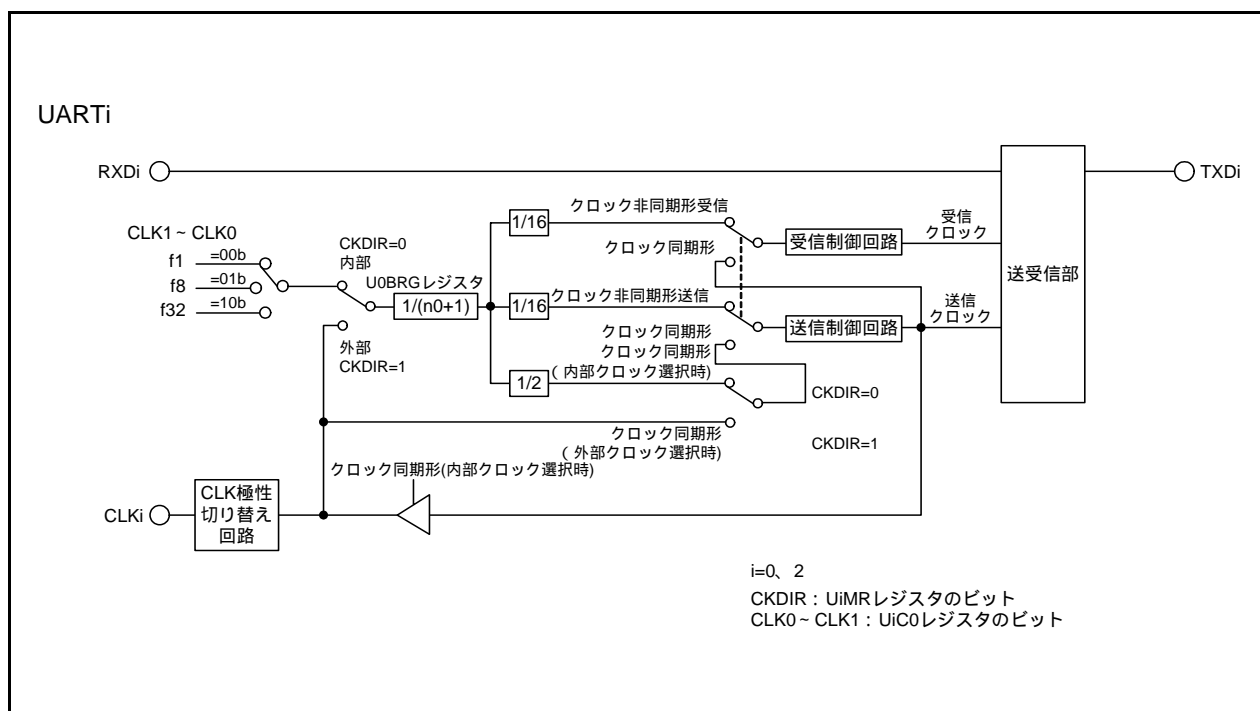 UARTi
RXDi
TXDi
クロック非同期形受信
1/16
受信
クロック
CLK1 ~ CLK0
CKDIR=0
内部
クロック同期形
受信制御回路
送受信部
f1
=00b
f8
=01b
f32
=10b
U0BRGレジスタ
1/(n0+1)
クロック非同期形送信
1/16
送信
クロック
送信制御回路
外部
CKDIR=1
クロック同期形
クロック同期形
(内部クロック選択時)
1/2
CKDIR=0
クロック同期形
(外部クロック選択時)
CKDIR=1
クロック同期形(内部クロック選択時)
CLKi
CLK極性
切り替え
回路
i=0、2
CKDIR：UiMRレジスタのビット
CLK0 ~ CLK1：UiC0レジスタのビット